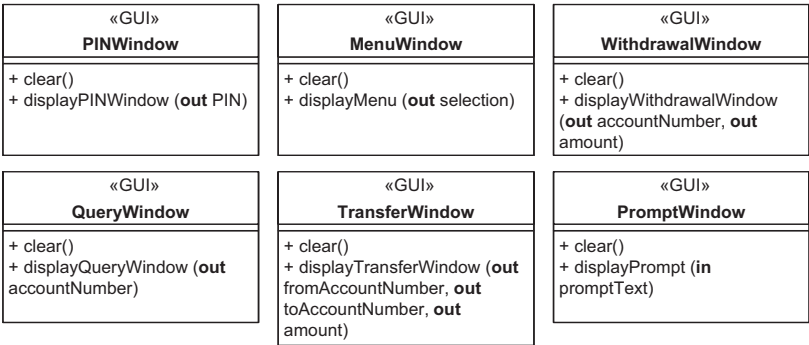 «GUI»
PINWindow
+ clear()
+ displayPINWindow (out PIN)
«GUI»
MenuWindow
+ clear()
+ displayMenu (out selection)
«GUI»
WithdrawalWindow
+ clear()
+ displayWithdrawalWindow
(out accountNumber, out
amount)
«GUI»
QueryWindow
+ clear()
+ displayQueryWindow (out
accountNumber)
«GUI»
TransferWindow
+ clear()
+ displayTransferWindow (out
fromAccountNumber, out
toAccountNumber, out
amount)
«GUI»
PromptWindow
+ clear()
+ displayPrompt (in
promptText)